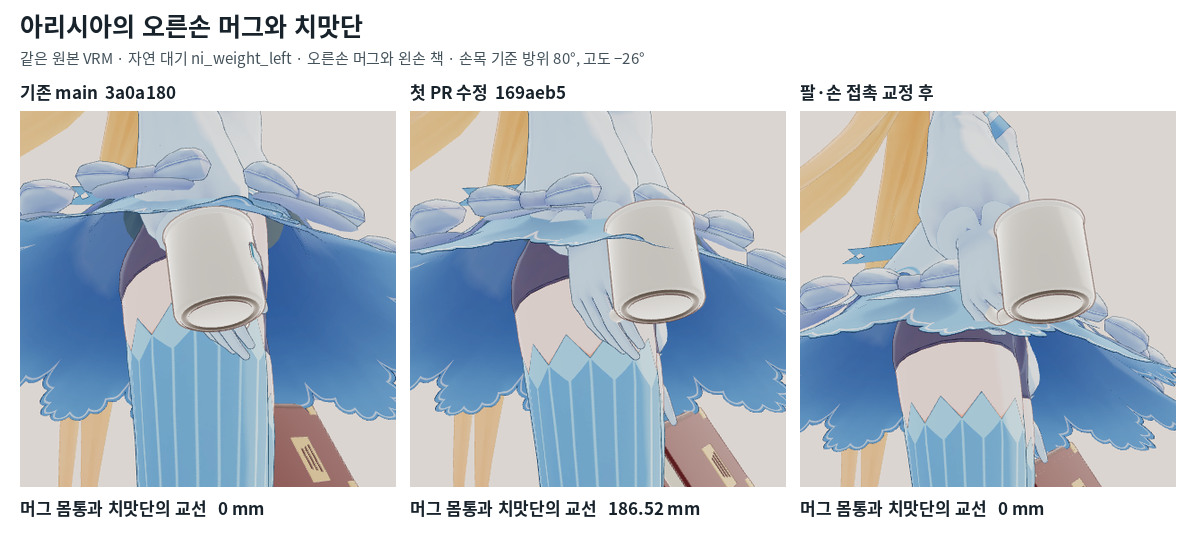 아리시아의 오른손 머그와 치맛단
같은 원본 VRM · 자연 대기 ni_weight_left · 오른손 머그와 왼손 책 · 손목 기준 방위 80°, 고도 −26°
기존 main 3a0a180
첫 PR 수정 169aeb5
팔·손 접촉 교정 후
머그 몸통과 치맛단의 교선 0 mm
머그 몸통과 치맛단의 교선 186.52 mm
머그 몸통과 치맛단의 교선 0 mm